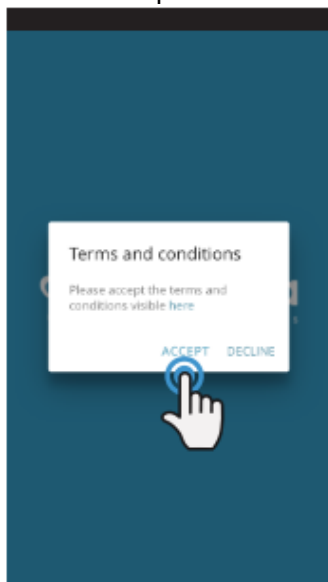 Terms and conditions
Please accept the terms and
conditions visible here
ACCEPT DECLINE